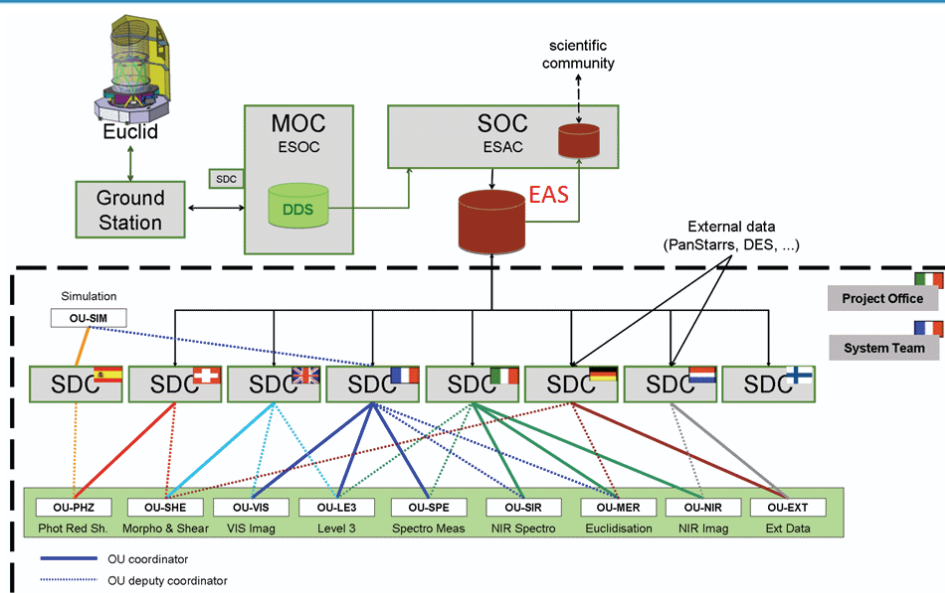 scientific
community
Euclid
MOC
ESOC
SOC
ESAC
SDC
Ground
Station
DDS
EAS
External data
(PanStarrs, DES, ...)
Simulation
OU-SIM
Project Office
System Team
SDC SDC SDC SDC SDC SDC SDC SDC
OU-PHZ OU-SHE OU-VIS OU-LE3 OU-SPE OU-SIR OU-MER OU-NIR OU-EXT
Phot Red Sh. Morpho & Shear VIS Imag Level 3 Spectro Meas NIR Spectro Euclidisation NIR Imag Ext Data
OU coordinator
OU deputy coordinator